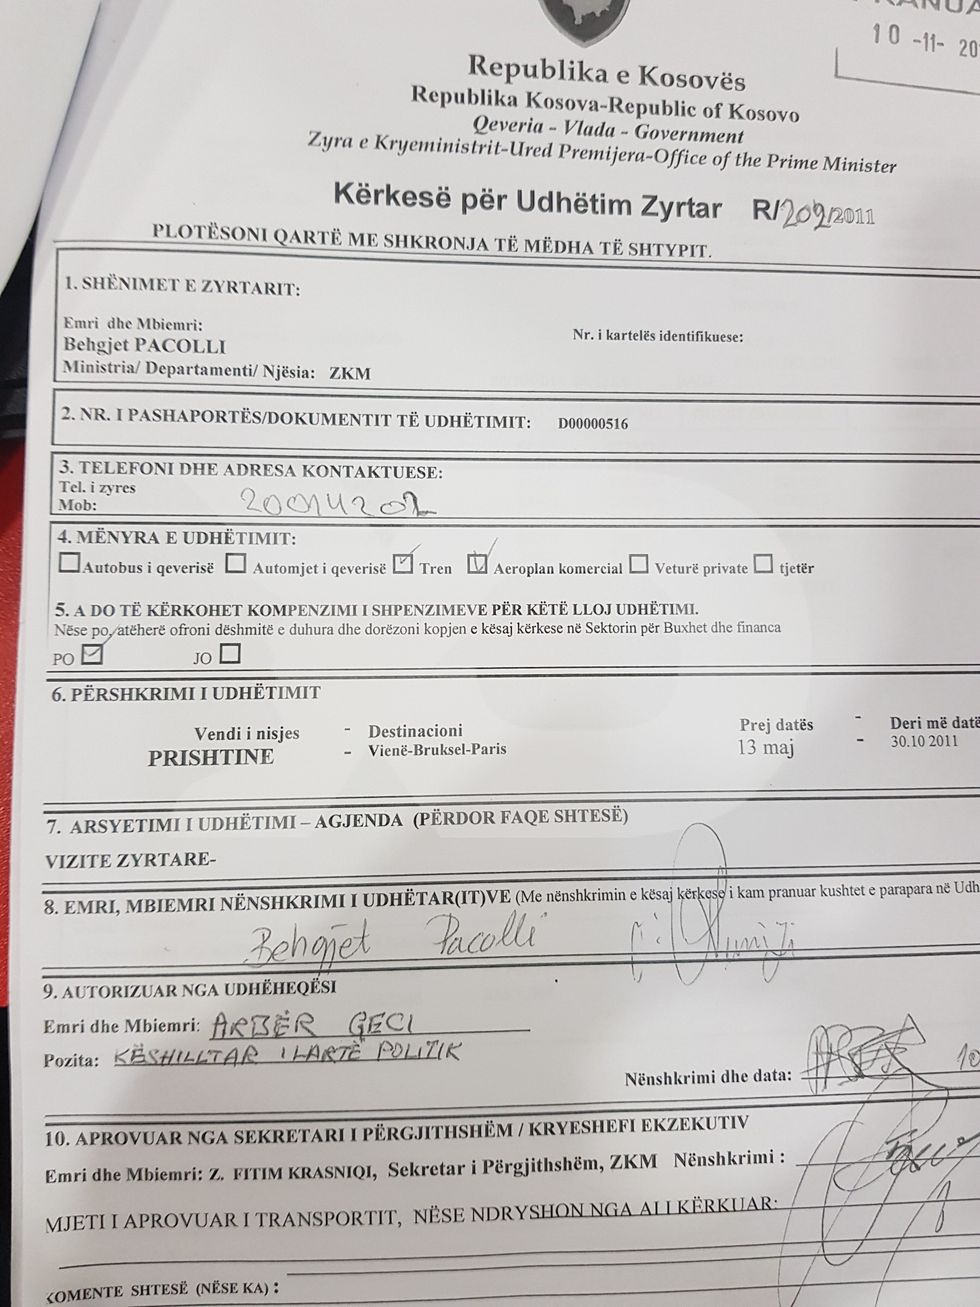 10 -11- 20
Republika e Kosovës
Republika Kosova-Republic of Kosovo
Qeveria - Vlada - Government
Zyra e Kryeministrit-Ured Premijera-Office of the Prime Minister
Kërkesë për Udhëtim Zyrtar R/209/2011
PLOTËSONI QARTË ME SHKRONJA TË MËDHA TË SHTYPIT.
1. SHËNIMET E ZYRTARIT:
Emri dhe Mbiemri: Nr. i kartelës identifikuese:
Behgjet PACOLLI
Ministria/ Departamenti/ Njësia: ZKM
2. NR. I PASHAPORTËS/DOKUMENTIT TË UDHËTIMIT: D00000516
3. TELEFONI DHE ADRESA KONTAKTUESE:
Tel. i zyres
Mob:
4. MËNYRA E UDHËTIMIT:
Autobus i qeverisë Automjet i qeverisë Tren Aeroplan komercial Veturë private tjetër
5. A DO TË KËRKOHET KOMPENZIMI I SHPENZIMEVE PËR KËTË LLOJ UDHËTIMI.
Nëse po, atëherë ofroni dëshmitë e duhura dhe dorëzoni kopjen e kësaj kërkese në Sektorin për Buxhet dhe financa
PO JO
6. PËRSHKRIMI I UDHËTIMIT
Vendi i nisjes - Destinacioni Prej datës - Deri më datë
PRISHTINE - Vienë-Bruksel-Paris 13 maj - 30.10 2011
7. ARSYETIMI I UDHËTIMI – AGJENDA (PËRDOR FAQE SHTESË)
VIZITE ZYRTARE-
8. EMRI, MBIEMRI NËNSHKRIMI I UDHËTAR(IT)VE (Me nënshkrimin e kësaj kërkese i kam pranuar kushtet e parapara në Udh
Behgjet Pacolli
9. AUTORIZUAR NGA UDHËHEQËSI
Emri dhe Mbiemri: ARBËR GECI
Pozita: KËSHILLTAR I LARTË POLITIK
Nënshkrimi dhe data: 10
10. APROVUAR NGA SEKRETARI I PËRGJITHSHËM / KRYESHEFI EKZEKUTIV
Emri dhe Mbiemri: Z. FITIM KRASNIQI, Sekretar i Përgjithshëm, ZKM Nënshkrimi :
MJETI I APROVUAR I TRANSPORTIT, NËSE NDRYSHON NGA AI I KËRKUAR:
KOMENTE SHTESË (NËSE KA) :